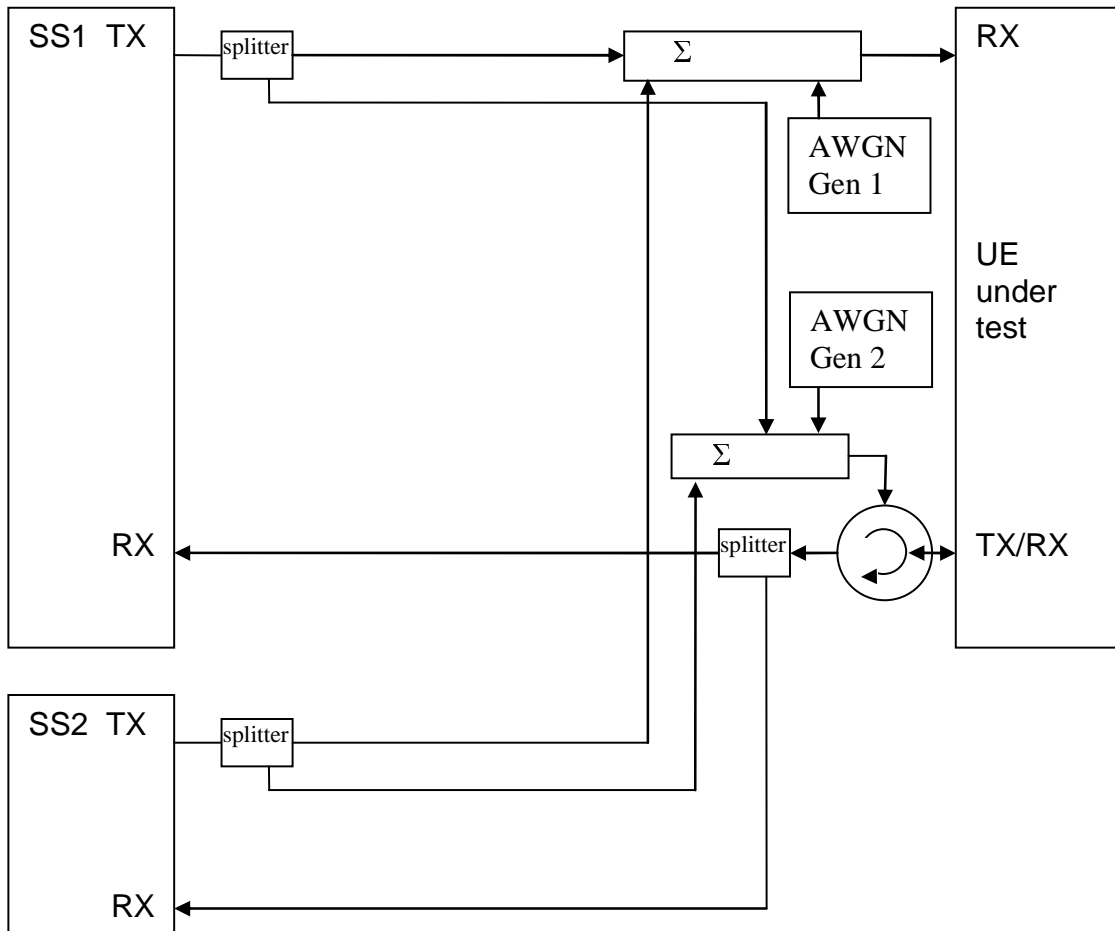 SS1 TX
splitter
Σ
RX
AWGN
Gen 1
UE
under
test
AWGN
Gen 2
Σ
RX
splitter
TX/RX
SS2 TX
splitter
RX